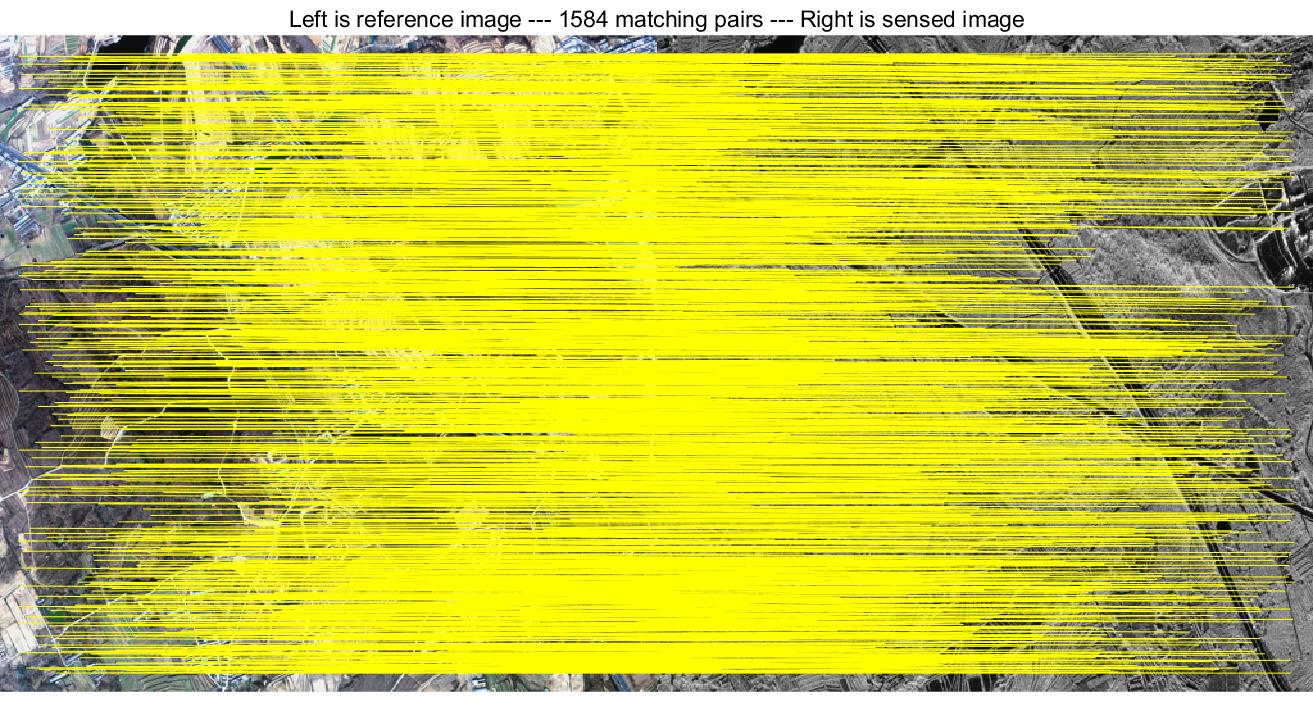 Left is reference image --- 1584 matching pairs --- Right is sensed image